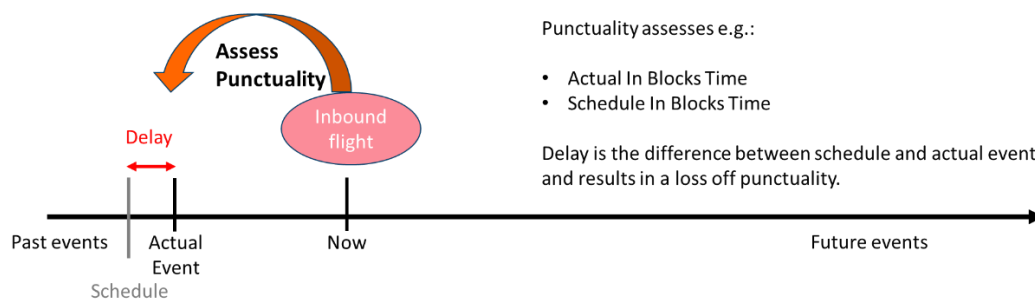 Punctuality assesses e.g.:
Assess
Punctuality
• Actual In Blocks Time
• Schedule In Blocks Time
Inbound
flight
Delay
Delay is the difference between schedule and actual event
and results in a loss off punctuality.
Past events
Actual
Event
Now
Future events
Schedule